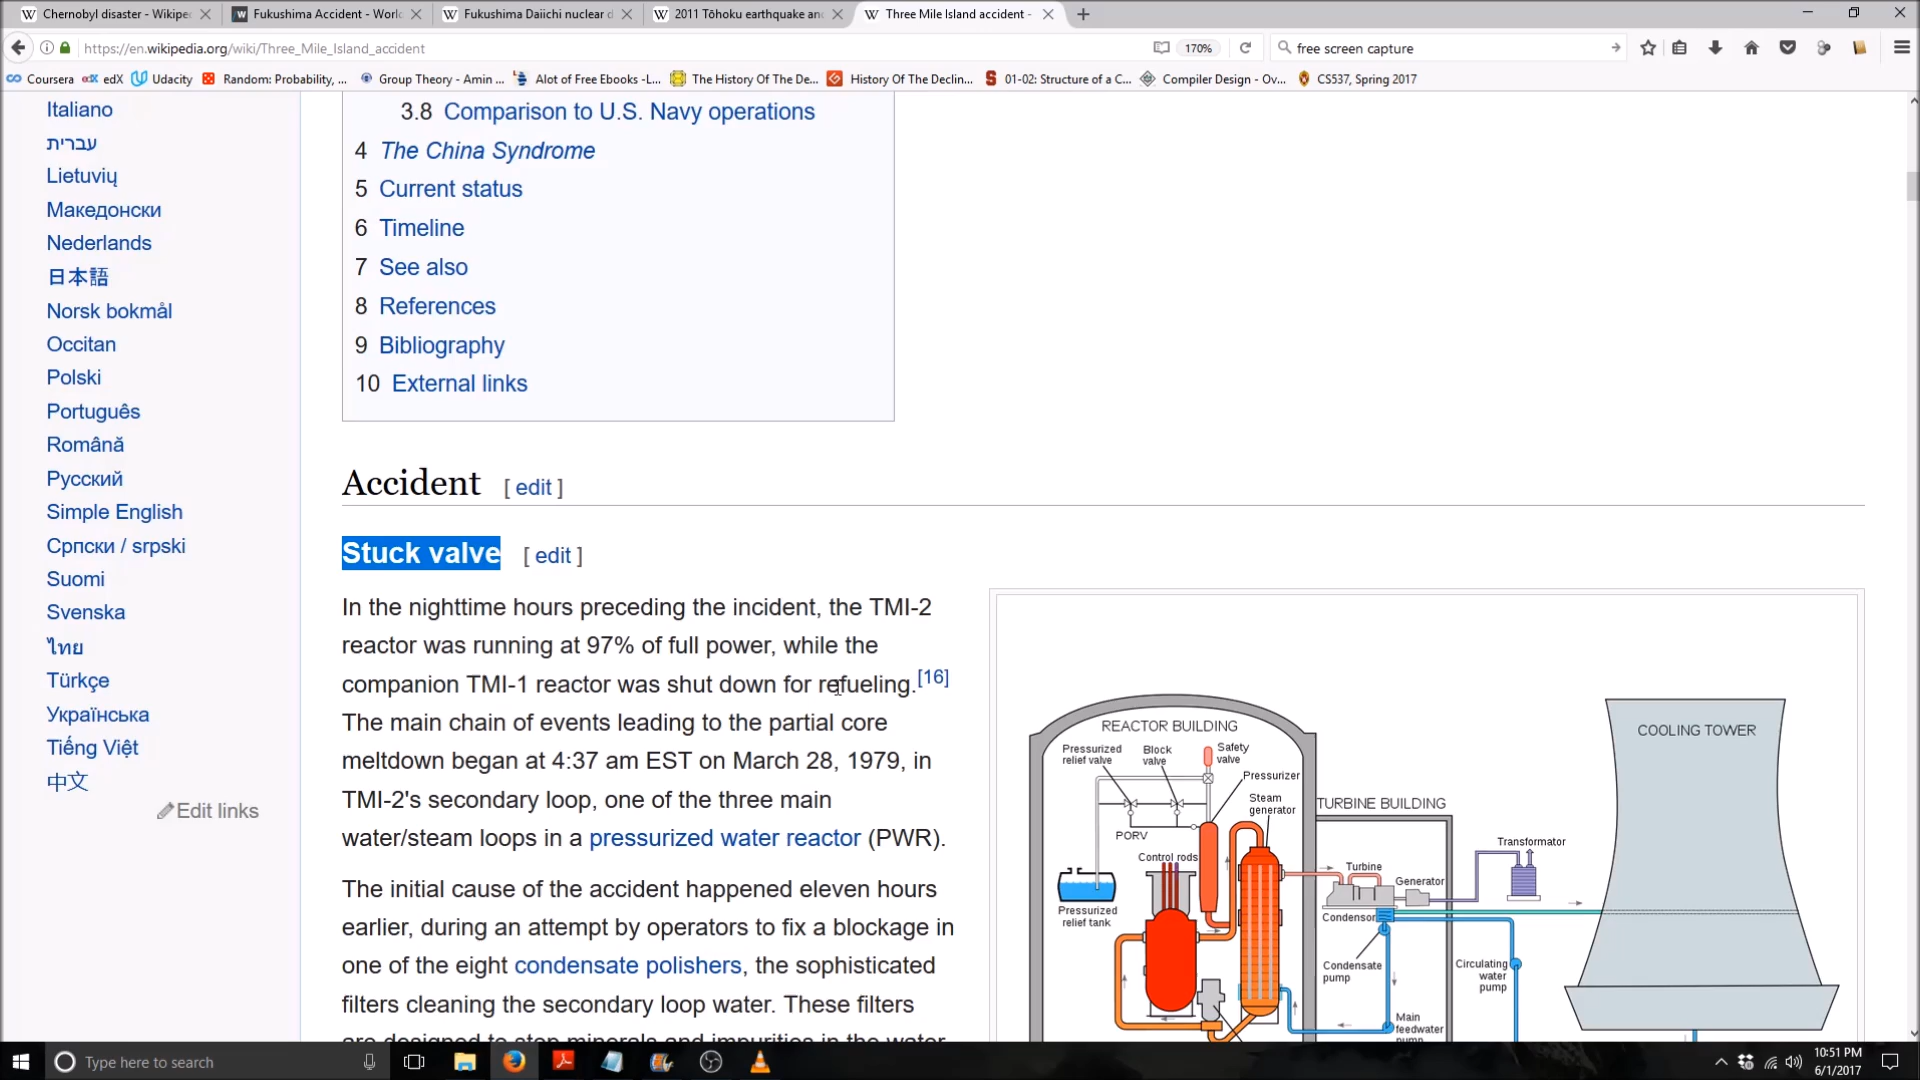 Chernobyl disaster - Wikipe
Fukushima Accident - World
Fukushima Daiichi nuclear d
2011 Tōhoku earthquake an
Three Mile Island accident -
https://en.wikipedia.org/wiki/Three_Mile_Island_accident
170%
free screen capture
Coursera
edX
Udacity
Random: Probability, ...
Group Theory - Amin ...
Alot of Free Ebooks -L...
The History Of The De...
History Of The Declin...
01-02: Structure of a C...
Compiler Design - Ov...
CS537, Spring 2017
Italiano
עברית
Lietuvių
Македонски
Nederlands
日本語
Norsk bokmål
Occitan
Polski
Português
Română
Русский
Simple English
Српски / srpski
Suomi
Svenska
ไทย
Türkçe
Українська
Tiếng Việt
中文
Edit links
3.8 Comparison to U.S. Navy operations
4 The China Syndrome
5 Current status
6 Timeline
7 See also
8 References
9 Bibliography
10 External links
Accident [ edit ]
Stuck valve [ edit ]
In the nighttime hours preceding the incident, the TMI-2
reactor was running at 97% of full power, while the
companion TMI-1 reactor was shut down for refueling.[16]
The main chain of events leading to the partial core
meltdown began at 4:37 am EST on March 28, 1979, in
TMI-2's secondary loop, one of the three main
water/steam loops in a pressurized water reactor (PWR).
The initial cause of the accident happened eleven hours
earlier, during an attempt by operators to fix a blockage in
one of the eight condensate polishers, the sophisticated
filters cleaning the secondary loop water. These filters
are designed to stop minerals and impurities in the water
REACTOR BUILDING
Pressurized
relief valve
Block
valve
Safety
valve
Pressurizer
Steam
generator
PORV
Control rods
Pressurized
relief tank
TURBINE BUILDING
Turbine
Generator
Transformator
Condensor
Condensate
pump
Circulating
water
pump
Main
feedwater
pump
COOLING TOWER
Type here to search
10:51 PM
6/1/2017